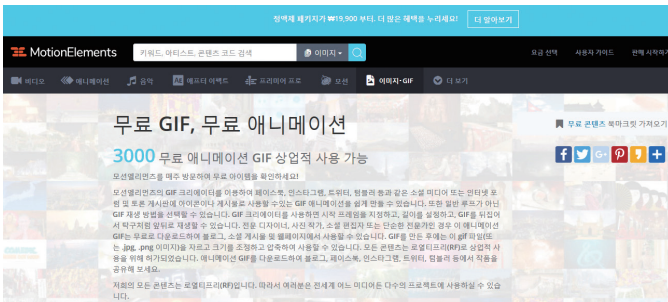 정액제 패키지가 ₩19,900 부터. 더 많은 혜택을 누리세요! 더 알아보기
MotionElements 키워드, 아티스트, 콘텐츠 코드 검색 이미지 요금 선택 사용자 가이드 판매 시작하기
비디오 애니메이션 음악 Ae 애프터 이펙트 프리미어 프로 모션 이미지·GIF 더 보기
무료 GIF, 무료 애니메이션
무료 콘텐츠 북마크릿 가져오기
3000 무료 애니메이션 GIF 상업적 사용 가능
모션엘리먼츠를 매주 방문하여 무료 아이템을 확인하세요!
모션엘리먼츠의 GIF 크리에이터를 이용하여 페이스북, 인스타그램, 트위터, 텀블러 등과 같은 소셜 미디어 또는 인터넷 포
럼 및 토론 게시판에 아이콘이나 게시물로 사용할 수있는 GIF 애니메이션을 쉽게 만들 수 있습니다. 또한 일반 루프가 아닌
GIF 재생 방법을 선택할 수 있습니다. GIF 크리에이터를 사용하면 시작 프레임을 지정하고, 길이를 설정하고, GIF를 뒤집어
서 탁구처럼 앞뒤로 재생할 수 있습니다. 전문 디자이너, 사진 작가, 소셜 편집자 또는 단순한 전문가인 경우 이 애니메이션
GIF는 무료로 다운로드하여 블로그, 소셜 게시물 및 웹페이지에서 사용할 수 있습니다. GIF를 만든 후에는 이 gif 파일(또
는 .jpg, .png 이미지)을 자르고 크기를 조정하고 압축하여 사용할 수 있습니다. 모든 콘텐츠는 로열티프리(RF)로 상업적 사
용을 위해 허가되었습니다. 애니메이션 GIF를 다운로드하여 블로그, 페이스북, 인스타그램, 트위터, 텀블러 등에서 작품을
공유해 보세요.
저희의 모든 콘텐츠는 로열티프리(RF)입니다. 따라서 여러분은 전세계 어느 미디어든 다수의 프로젝트에 사용하실 수 있습
니다.